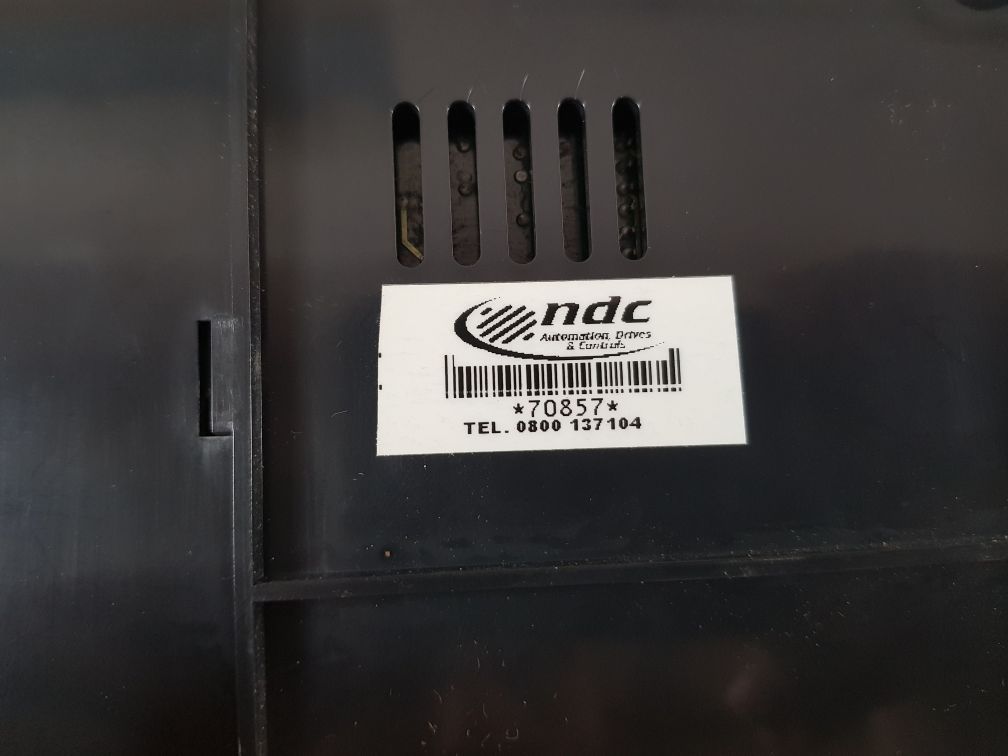 ndc
Automation, Drives
& Controls
*70857*
TEL. 0800 137104